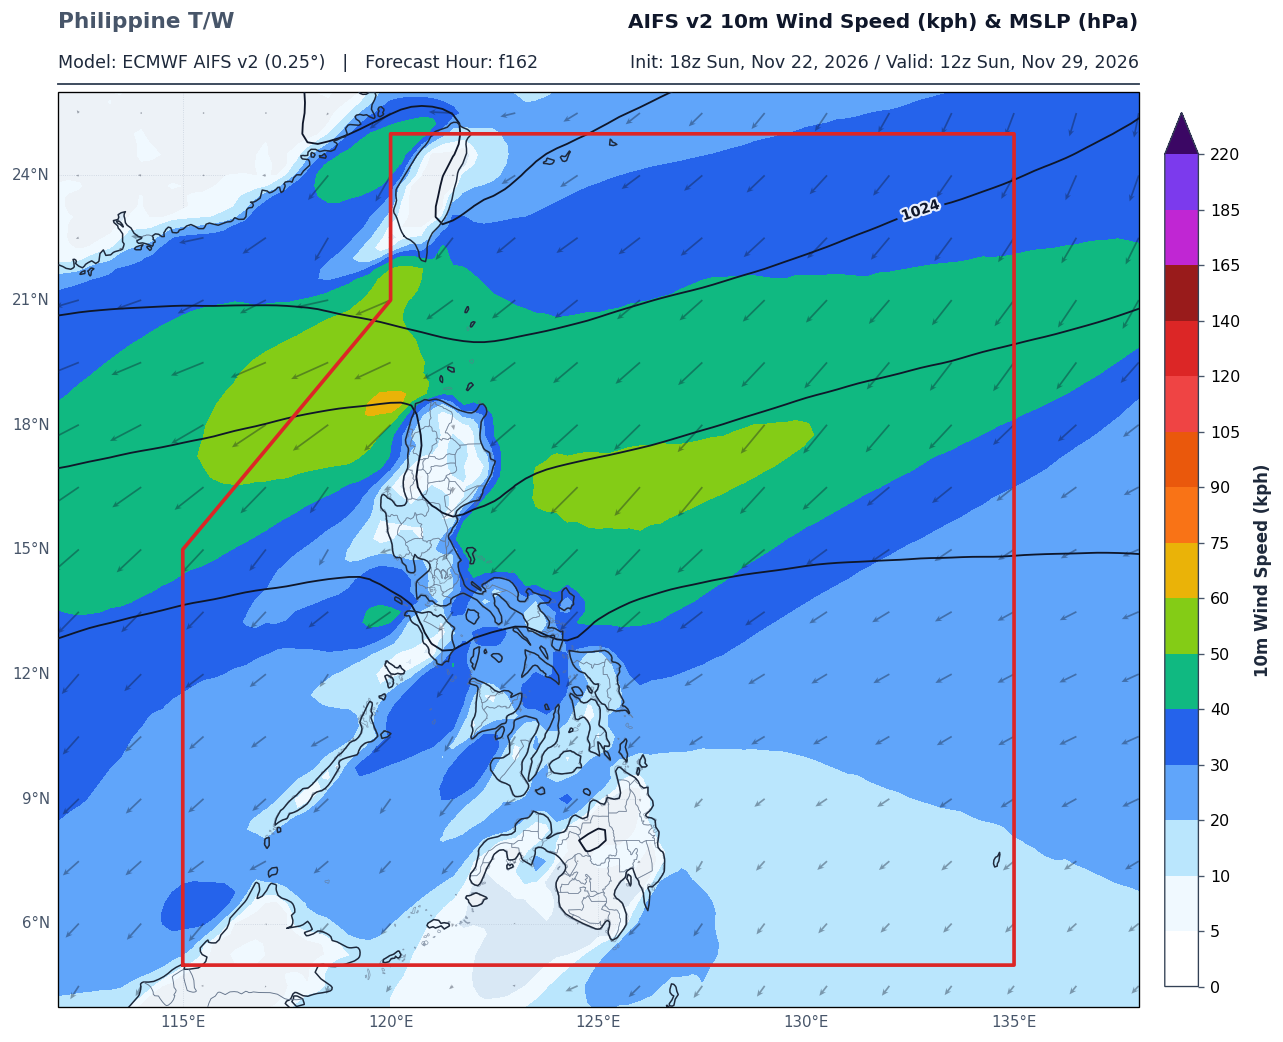 Philippine T/W
AIFS v2 10m Wind Speed (kph) & MSLP (hPa)
Model: ECMWF AIFS v2 (0.25°)   |   Forecast Hour: f162
Init: 18z Sun, Nov 22, 2026 / Valid: 12z Sun, Nov 29, 2026
24°N
21°N
18°N
15°N
12°N
9°N
6°N
1024
115°E
120°E
125°E
130°E
135°E
220
185
165
140
120
105
90
75
60
50
40
30
20
10
5
0
10m Wind Speed (kph)